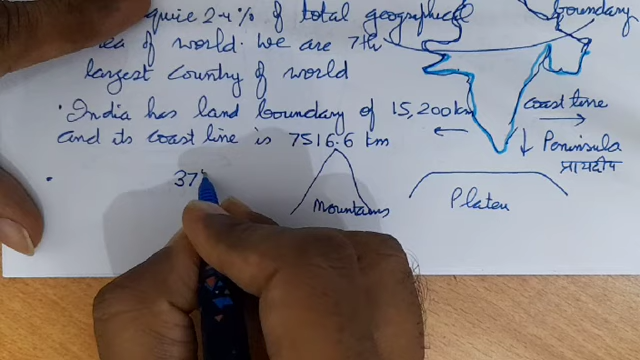 quire 2.4% of total geographical
area of world. We are 7th
largest Country of world
• India has land boundary of 15,200 km
and its coast line is 7516.6 km
•
37°
boundary
coast line
Peninsula
प्रायद्वीप
Mountains
Plateu